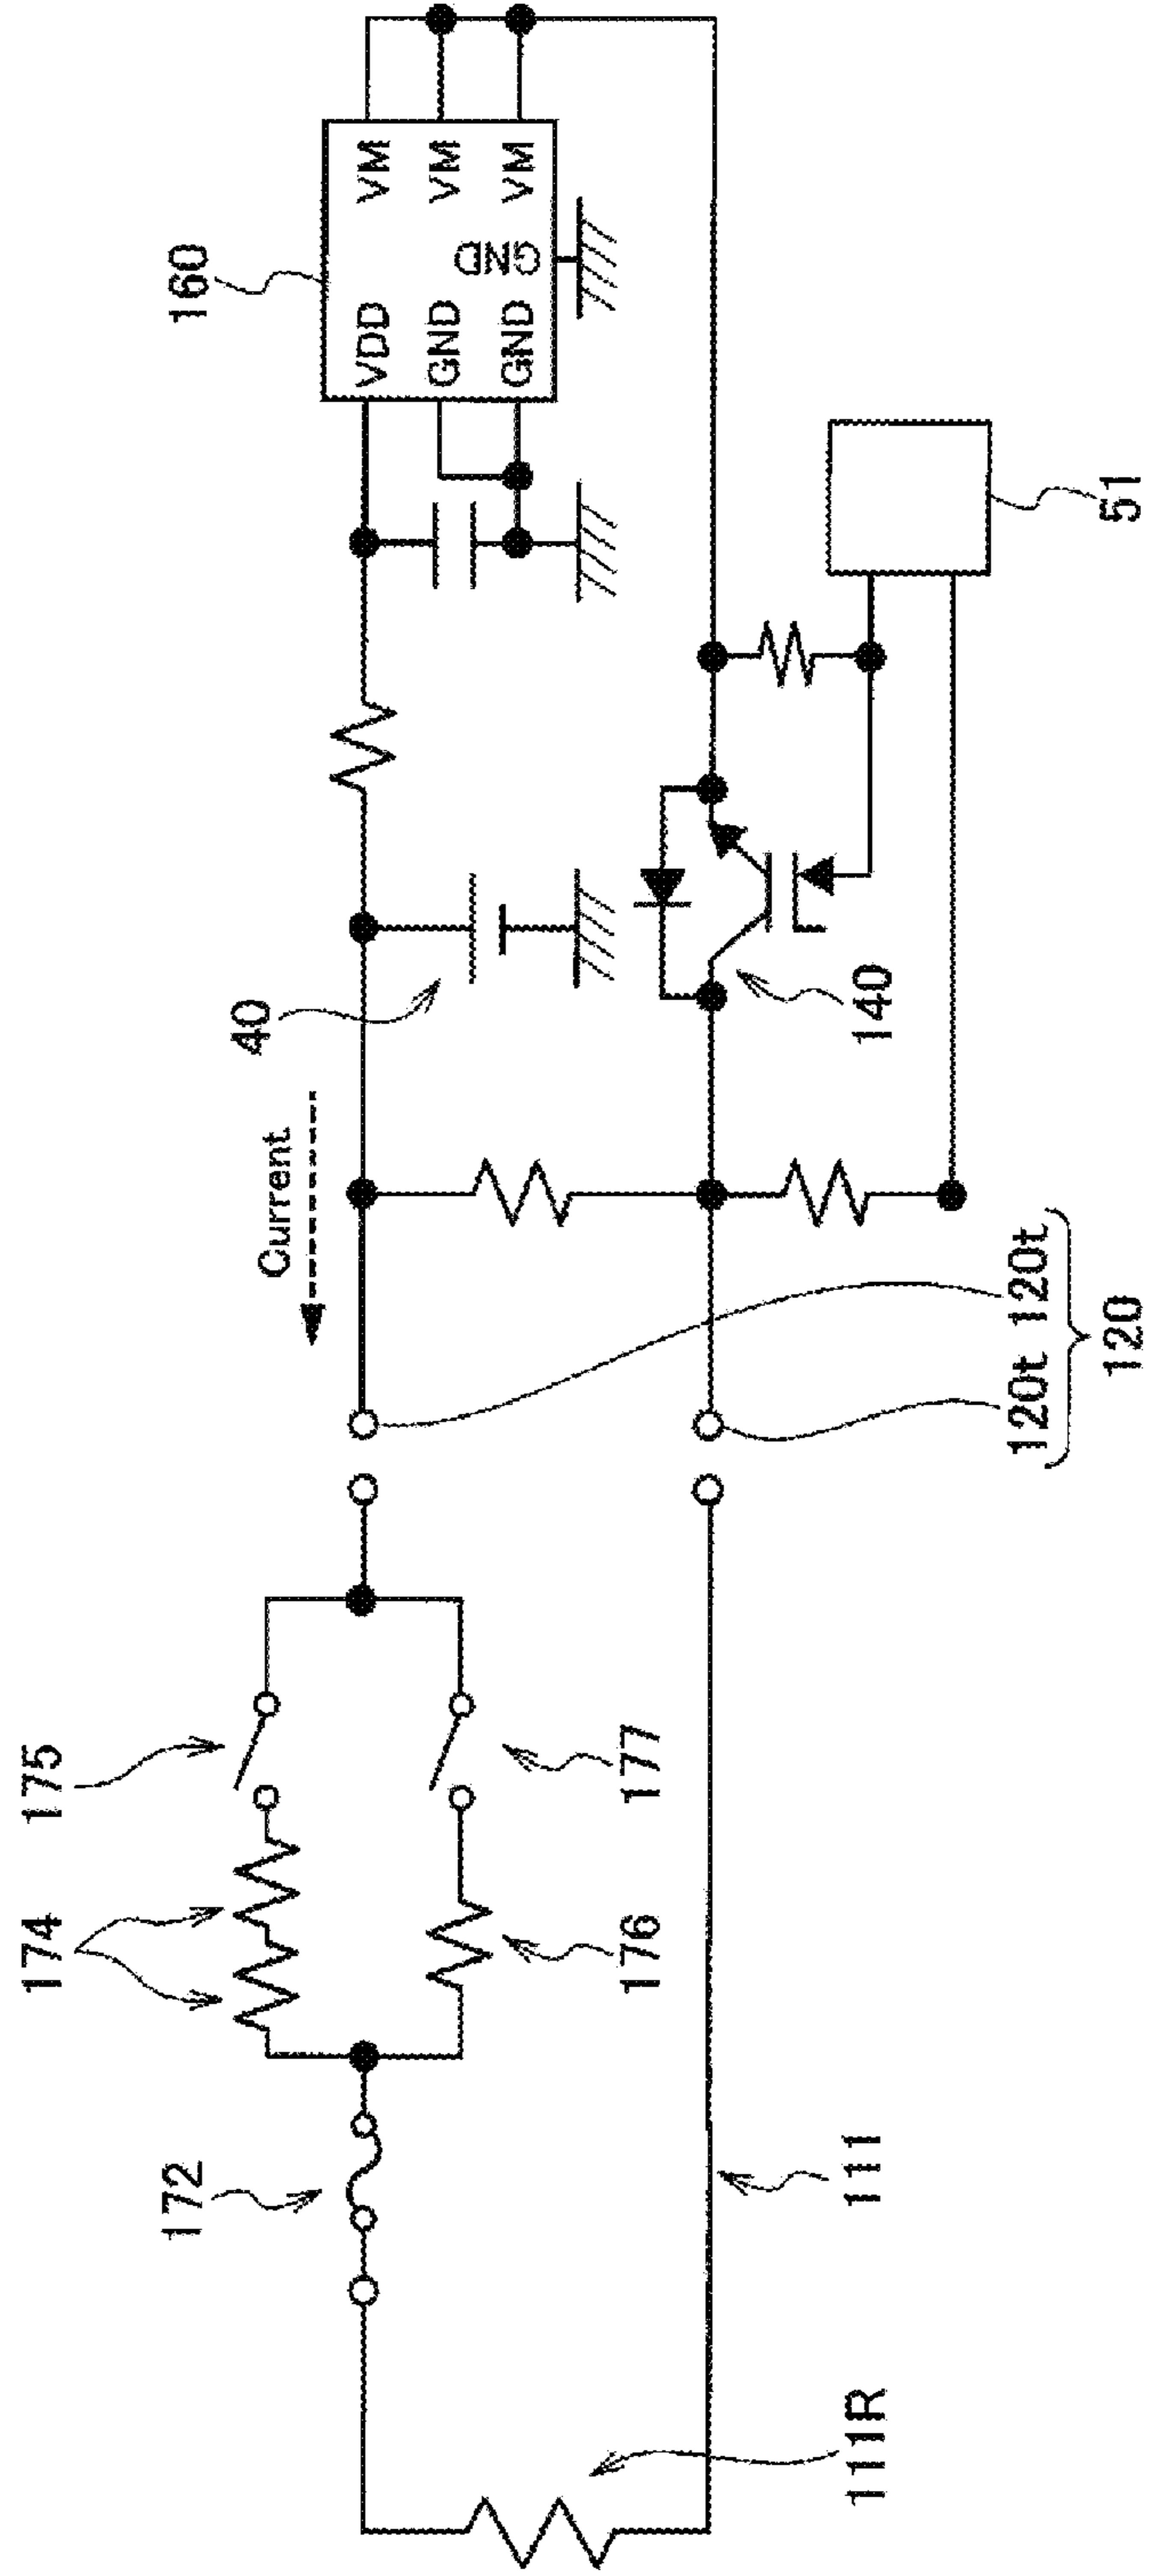 174
175
172
160
40
Current
VDD
VM
GND
VM
GND
GND
VM
176
177
111R
111
140
120t 120t
120
51